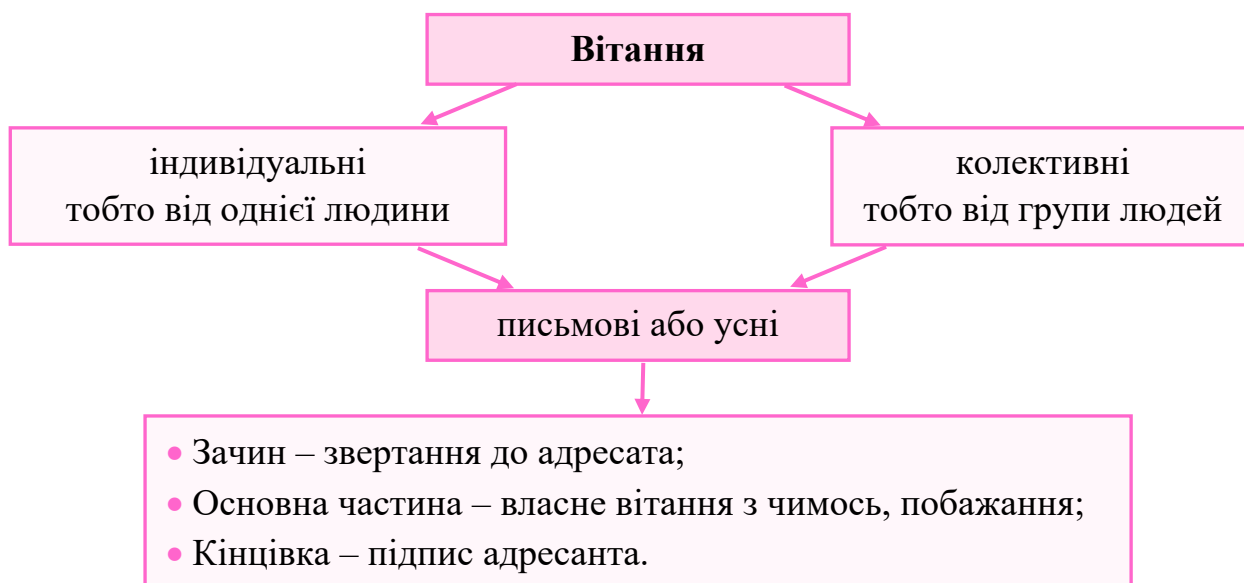 Вітання
індивідуальні
тобто від однієї людини
колективні
тобто від групи людей
письмові або усні
• Зачин – звертання до адресата;
• Основна частина – власне вітання з чимось, побажання;
• Кінцівка – підпис адресанта.